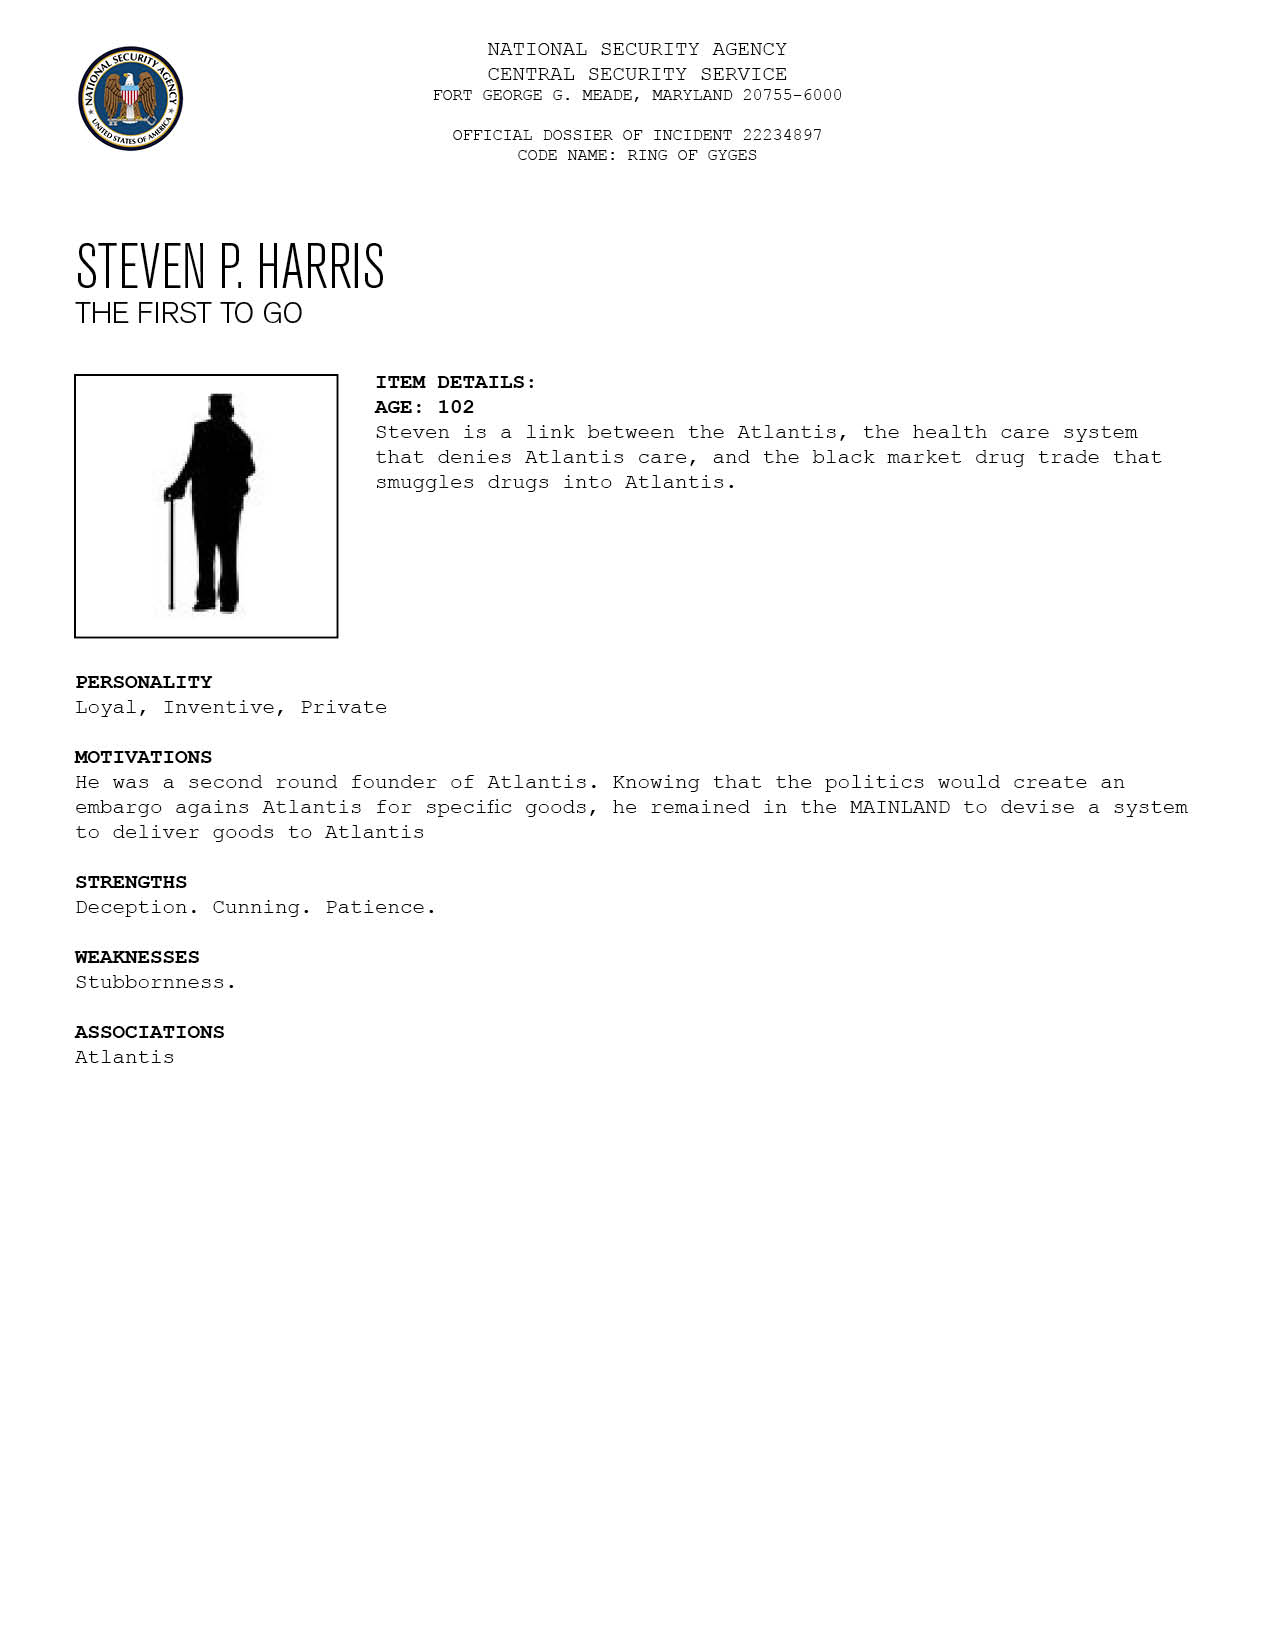 NATIONAL SECURITY AGENCY
CENTRAL SECURITY SERVICE
FORT GEORGE G. MEADE, MARYLAND 20755-6000
OFFICIAL DOSSIER OF INCIDENT 22234897
CODE NAME: RING OF GYGES
NATIONAL SECURITY AGENCY
UNITED STATES OF AMERICA
STEVEN P. HARRIS
THE FIRST TO GO
ITEM DETAILS:
AGE: 102
Steven is a link between the Atlantis, the health care system
that denies Atlantis care, and the black market drug trade that
smuggles drugs into Atlantis.
PERSONALITY
Loyal, Inventive, Private
MOTIVATIONS
He was a second round founder of Atlantis. Knowing that the politics would create an
embargo agains Atlantis for specific goods, he remained in the MAINLAND to devise a system
to deliver goods to Atlantis
STRENGTHS
Deception. Cunning. Patience.
WEAKNESSES
Stubbornness.
ASSOCIATIONS
Atlantis